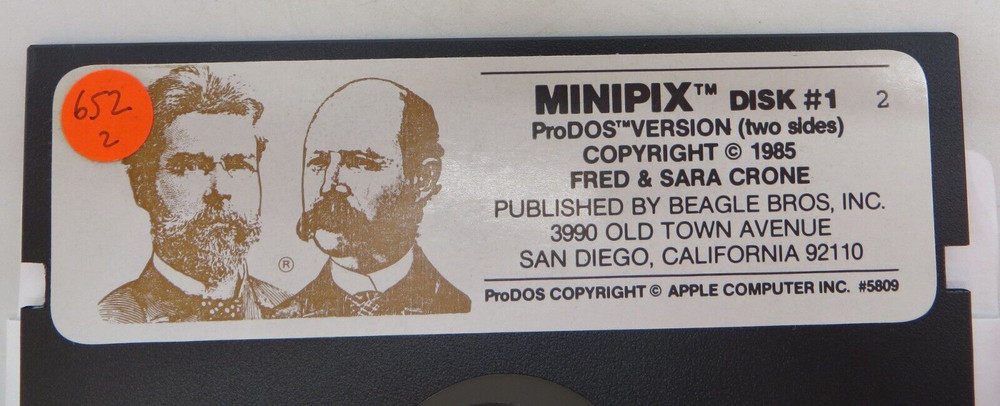 652
2
MINIPIX™ DISK #1 2
ProDOS™VERSION (two sides)
COPYRIGHT © 1985
FRED & SARA CRONE
PUBLISHED BY BEAGLE BROS, INC.
3990 OLD TOWN AVENUE
SAN DIEGO, CALIFORNIA 92110
®
ProDOS COPYRIGHT © APPLE COMPUTER INC. #5809